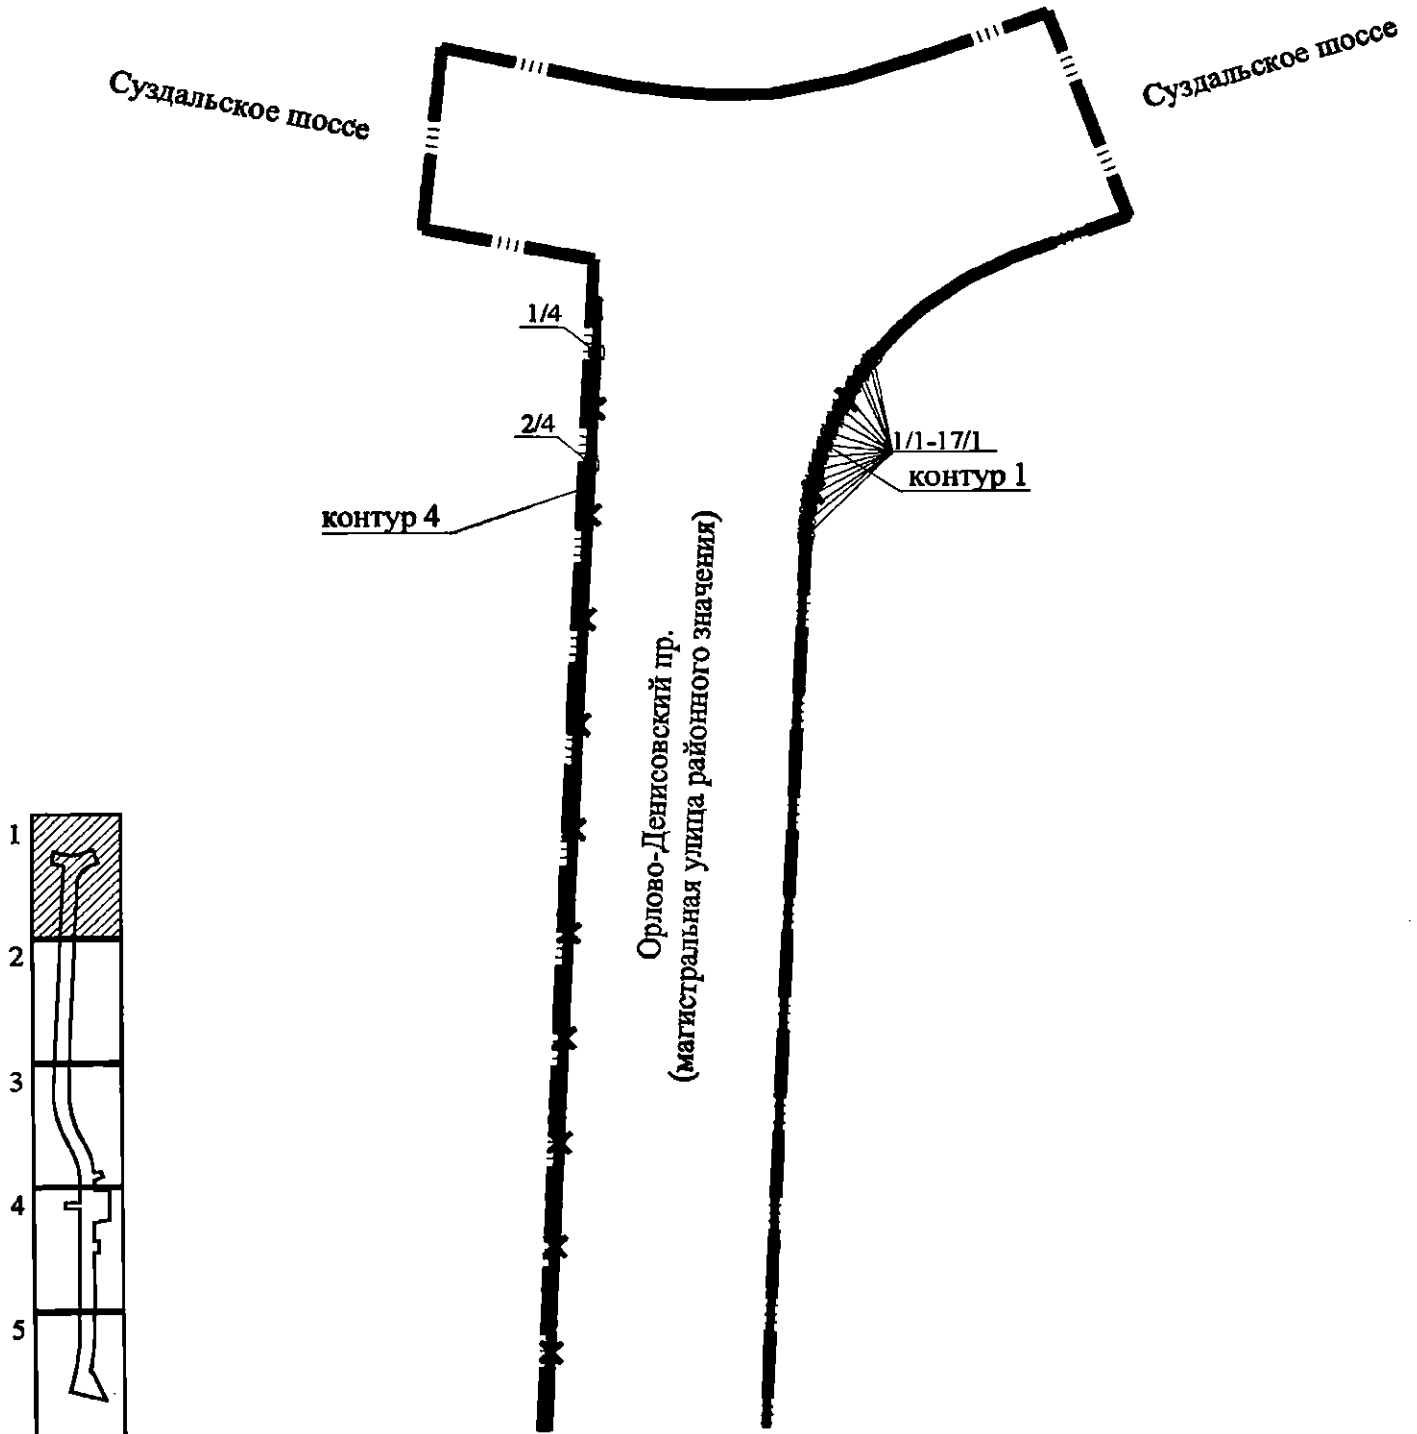 Суздальское шоссе
Суздальское шоссе
1/4
2/4
1/1-17/1
контур 1
контур 4
Орлово-Денисовский пр.
(магистральная улица районного значения)
1
2
3
4
5